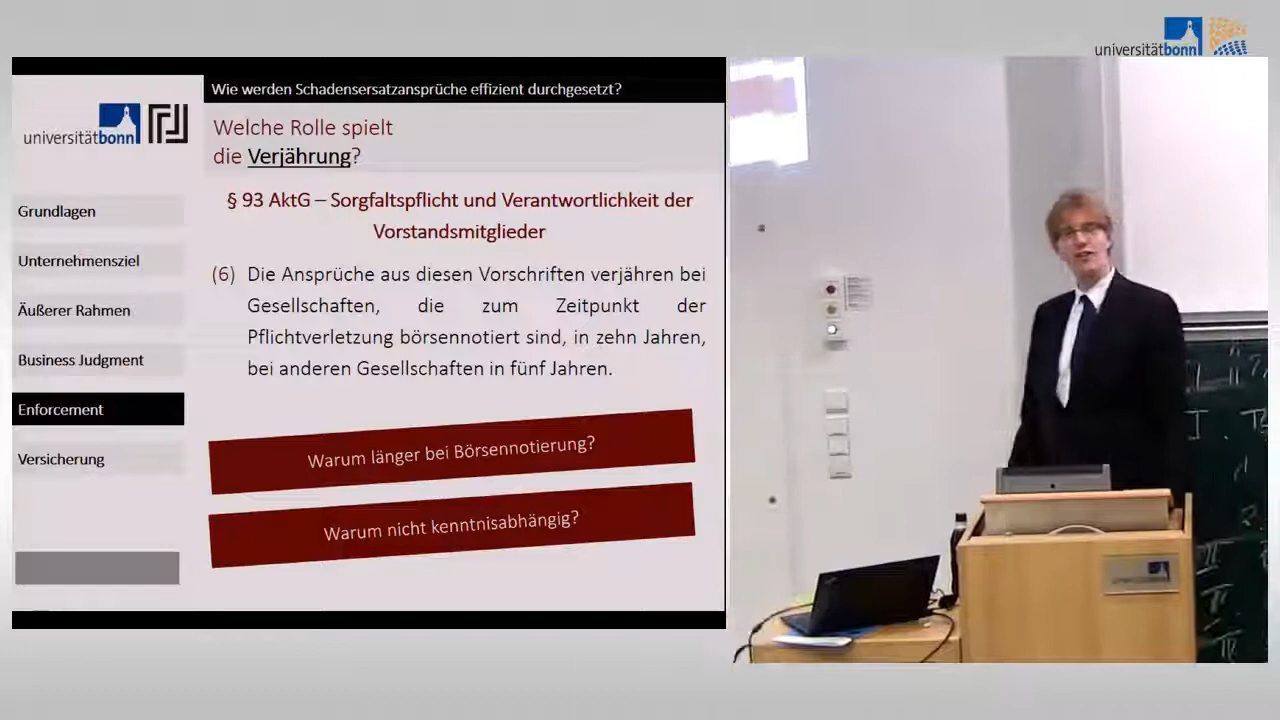 universitätbonn
Wie werden Schadensersatzansprüche effizient durchgesetzt?
universitätbonn
Welche Rolle spielt
die Verjährung?
§ 93 AktG – Sorgfaltspflicht und Verantwortlichkeit der
Vorstandsmitglieder
(6) Die Ansprüche aus diesen Vorschriften verjähren bei
Gesellschaften, die zum Zeitpunkt der
Pflichtverletzung börsennotiert sind, in zehn Jahren,
bei anderen Gesellschaften in fünf Jahren.
Warum länger bei Börsennotierung?
Warum nicht kenntnisabhängig?
Grundlagen
Unternehmensziel
Äußerer Rahmen
Business Judgment
Enforcement
Versicherung